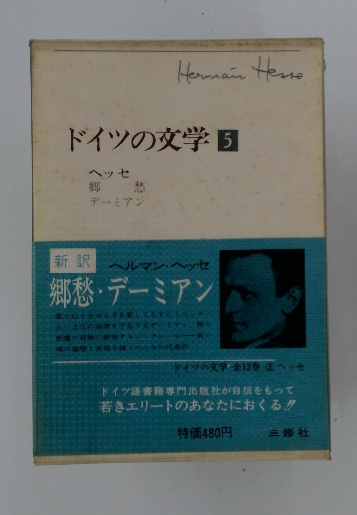 Hermann Hesse
ドイツの文学 5
ヘッセ
郷愁
デーミアン
新訳
ヘルマン・ヘッセ
郷愁・デーミアン
ドイツの文学 全12巻 5 ヘッセ
ドイツ語書籍専門出版社が自信をもって
若きエリートのあなたにおくる!!
特価480円
三修社